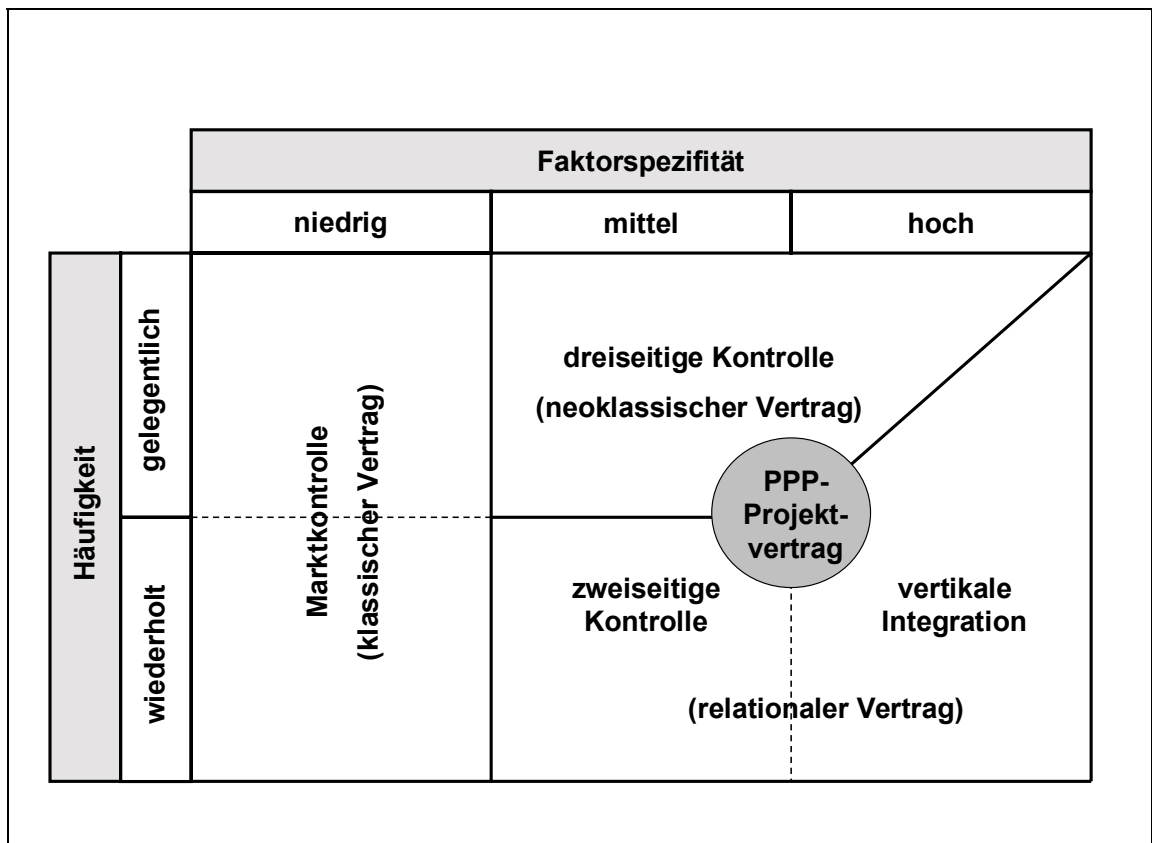 Faktorspezifität
niedrig
mittel
hoch
Häufigkeit
gelegentlich
wiederholt
Marktkontrolle
(klassischer Vertrag)
dreiseitige Kontrolle
(neoklassischer Vertrag)
PPP-
Projekt-
vertrag
zweiseitige
Kontrolle
vertikale
Integration
(relationaler Vertrag)